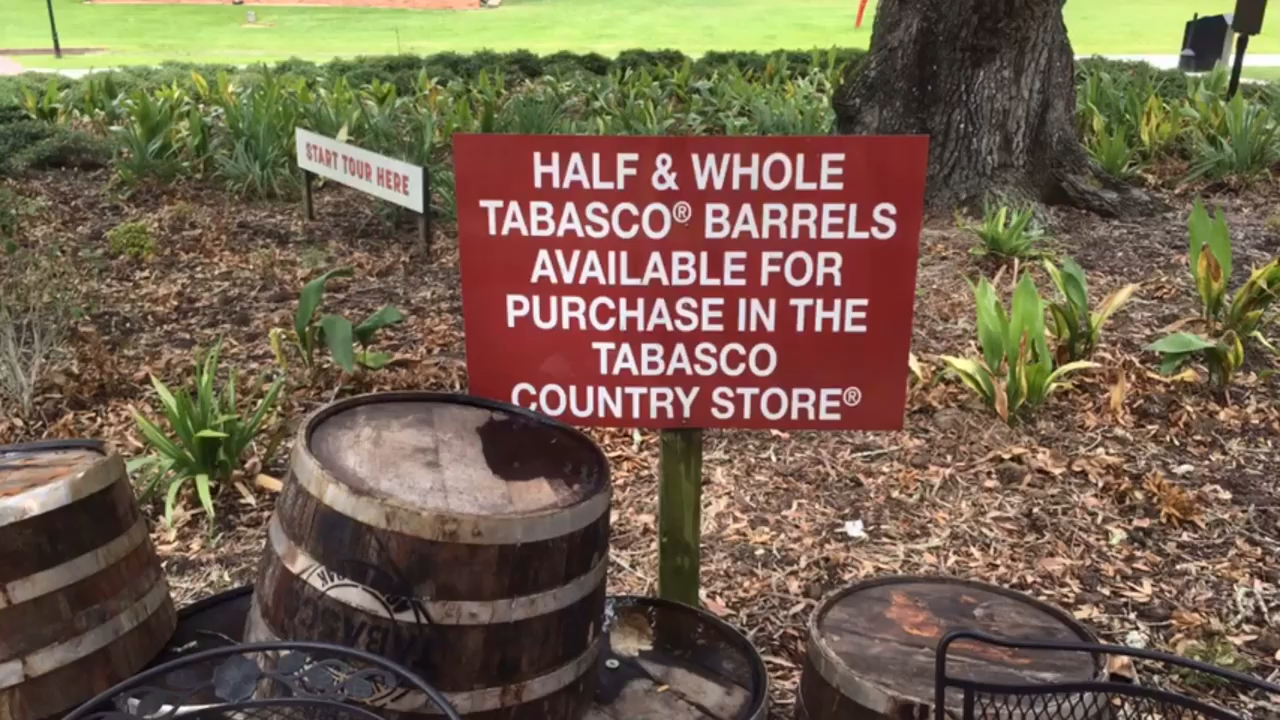 START TOUR HERE
HALF & WHOLE
TABASCO® BARRELS
AVAILABLE FOR
PURCHASE IN THE
TABASCO
COUNTRY STORE®